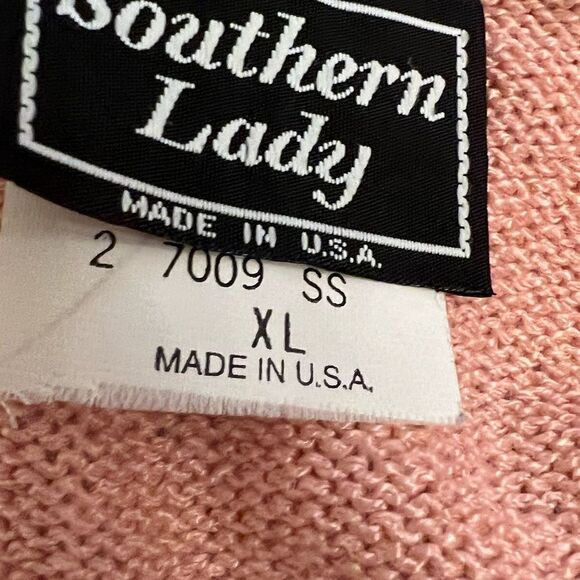 Southern
Lady
MADE IN U.S.A.
2 7009 SS
XL
MADE IN U.S.A.